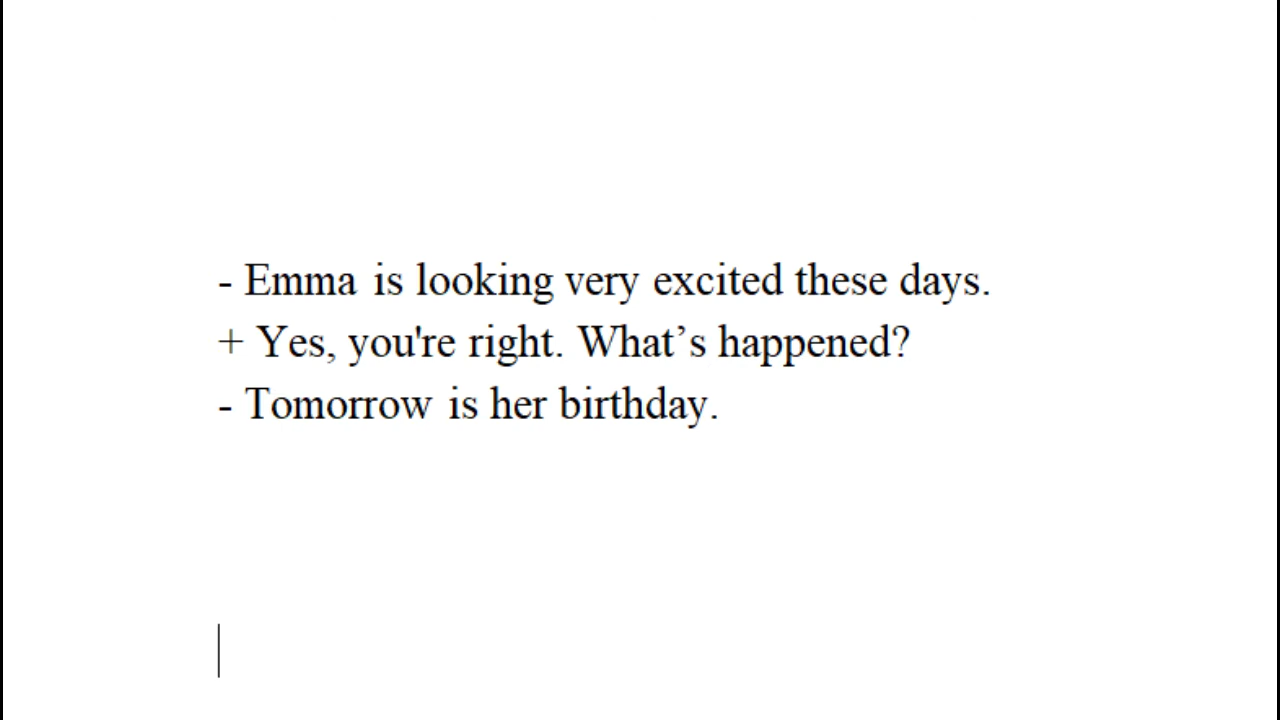 - Emma is looking very excited these days.
+ Yes, you're right. What’s happened?
- Tomorrow is her birthday.